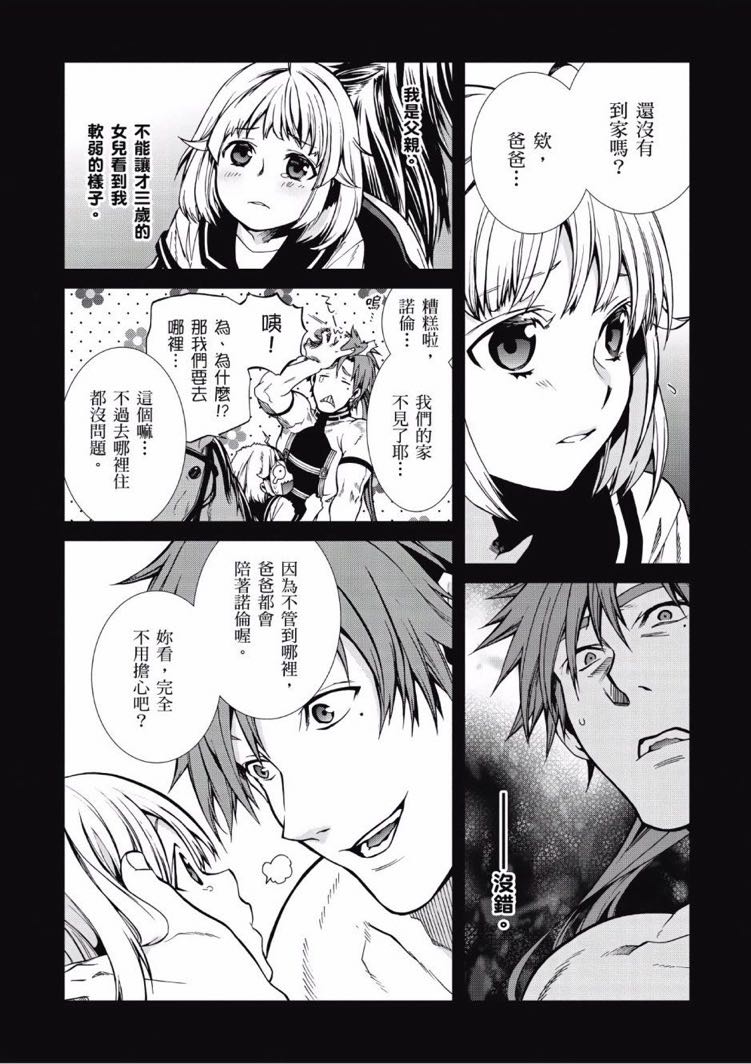 欸，
爸爸…
還沒有
到家嗎？
——沒錯。
我是父親。
不能讓才三歲的
女兒看到我
軟弱的樣子。
糟糕啦，
諾倫…
我們的家
不見了耶…
嗚
咦！
為、為什麼!?
那我們要去
哪裡…
這個嘛…
不過去哪裡住
都沒問題。
因為不管到哪裡，
爸爸都會
陪著諾倫喔。
妳看，完全
不用擔心吧？